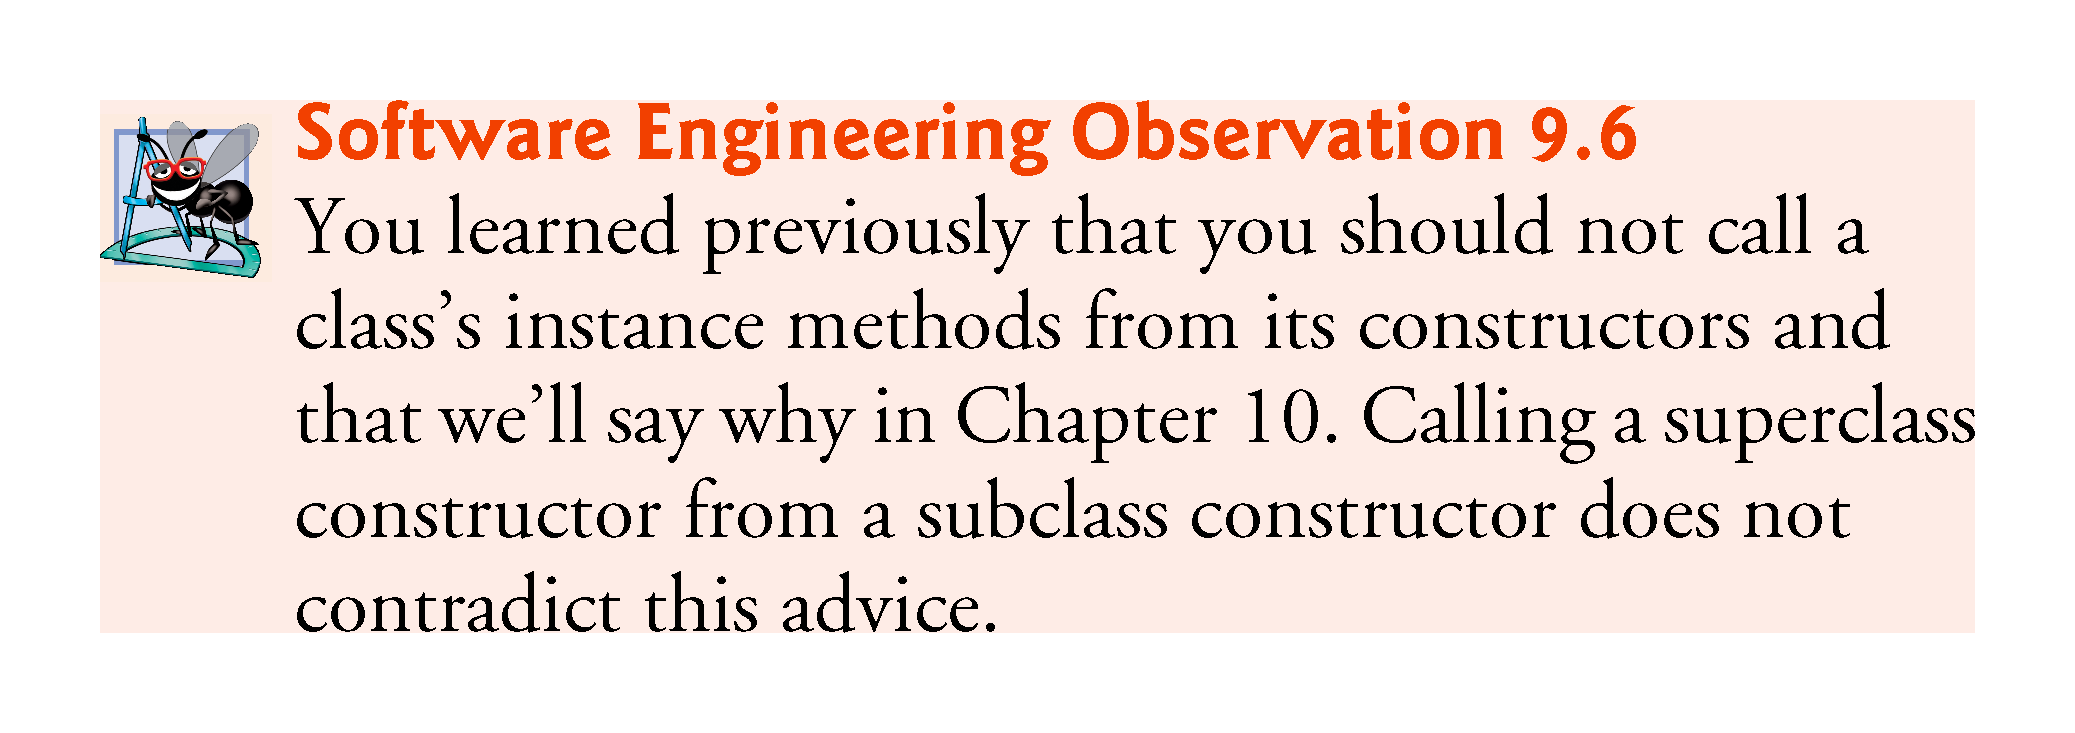 Software Engineering Observation 9.6
You learned previously that you should not call a
class’s instance methods from its constructors and
that we’ll say why in Chapter 10. Calling a superclass
constructor from a subclass constructor does not
contradict this advice.